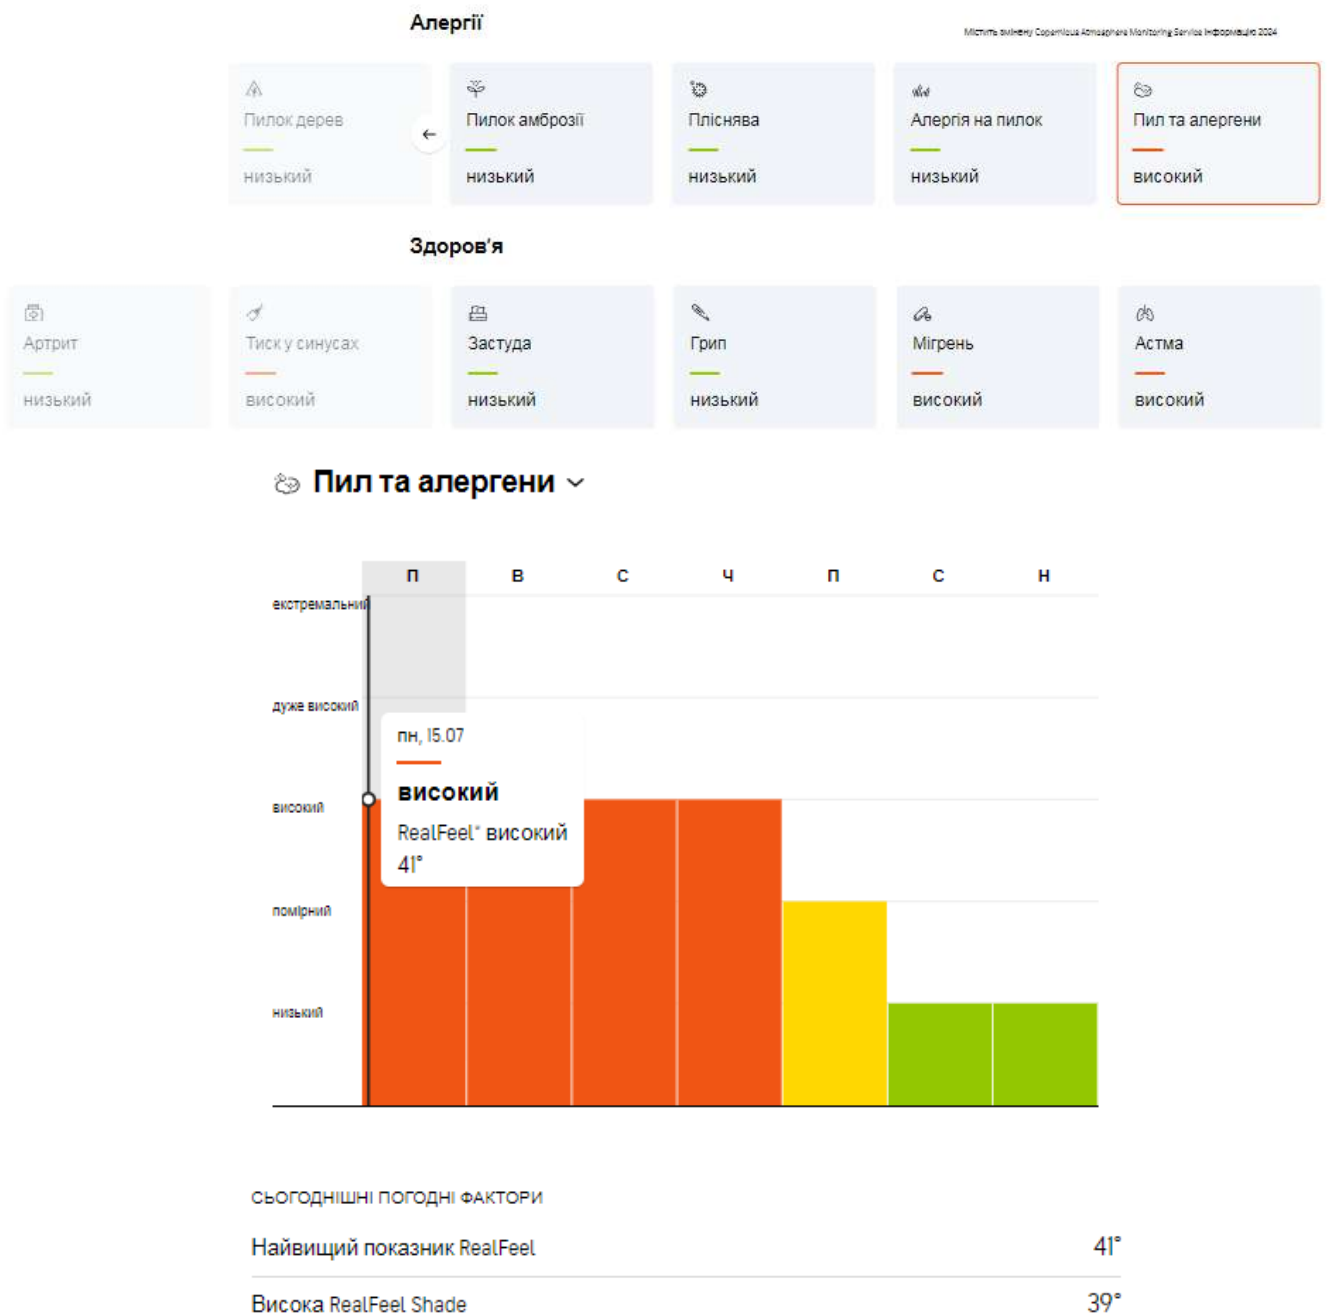 Алергії
Містить змінену Copernicus Atmosphere Monitoring Service інформацію 2024
Пилок дерев
Пилок амброзії
Пліснява
Алергія на пилок
Пил та алергени
низький
низький
низький
низький
високий
Здоров'я
Артрит
Тиск у синусах
Застуда
Грип
Мігрень
Астма
низький
високий
низький
низький
високий
високий
Пил та алергени
П В С Ч П С Н
екстремальний
дуже високий
пн, 15.07
високий
високий
RealFeel® високий
41°
помірний
низький
СЬОГОДНІШНІ ПОГОДНІ ФАКТОРИ
Найвищий показник RealFeel 41°
Висока RealFeel Shade 39°